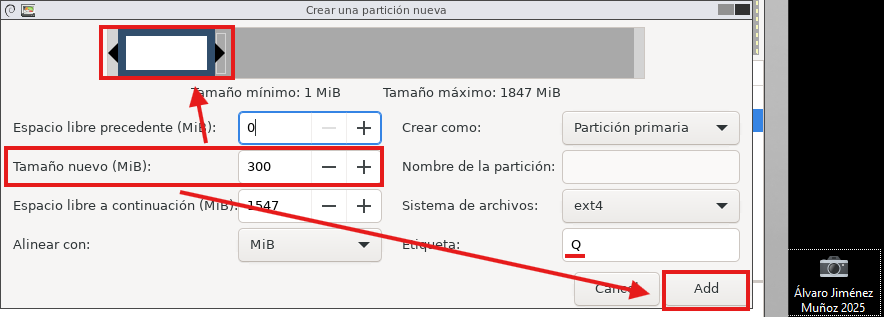 Crear una partición nueva
Tamaño mínimo: 1 MiB Tamaño máximo: 1847 MiB
Espacio libre precedente (MiB): 0 Crear como: Partición primaria
Tamaño nuevo (MiB): 300 Nombre de la partición:
Espacio libre a continuación (MiB): 1547 Sistema de archivos: ext4
Alinear con: MiB Etiqueta: Q
Cancel Add
Álvaro Jiménez
Muñoz 2025